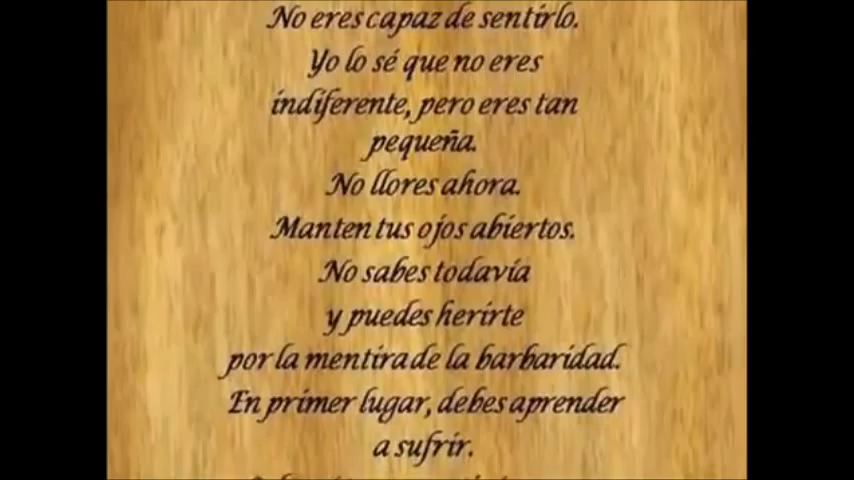 No eres capaz de sentirlo.
Yo lo sé que no eres
indiferente, pero eres tan
pequeña.
No llores ahora.
Manten tus ojos abiertos.
No sabes todavía
y puedes herirte
por la mentira de la barbaridad.
En primer lugar, debes aprender
a sufrir.